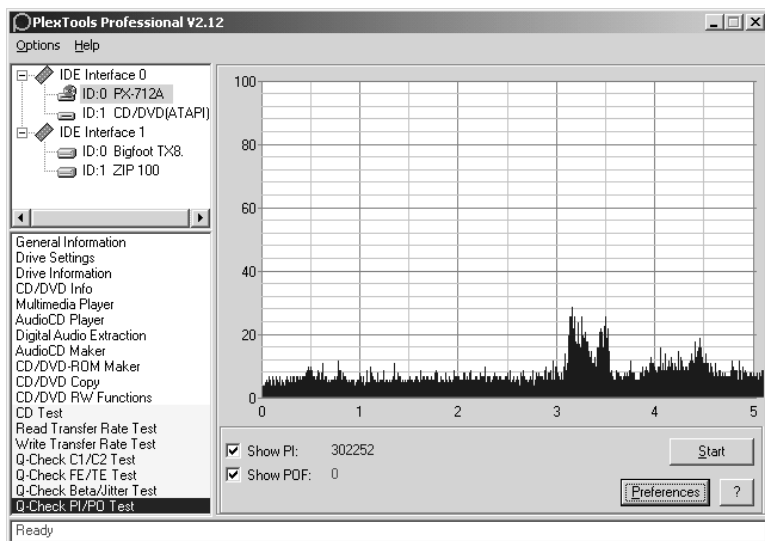 PlexTools Professional V2.12
Options Help
IDE Interface 0
ID:0 PX-712A
ID:1 CD/DVD(ATAPI)
IDE Interface 1
ID:0 Bigfoot TX8.
ID:1 ZIP 100
General Information
Drive Settings
Drive Information
CD/DVD Info
Multimedia Player
AudioCD Player
Digital Audio Extraction
AudioCD Maker
CD/DVD-ROM Maker
CD/DVD Copy
CD/DVD RW Functions
CD Test
Read Transfer Rate Test
Write Transfer Rate Test
Q-Check C1/C2 Test
Q-Check FE/TE Test
Q-Check Beta/Jitter Test
Q-Check PI/PO Test
100
80
60
40
20
0
0 1 2 3 4 5
Show PI: 302252
Show POF: 0
Start
Preferences ?
Ready